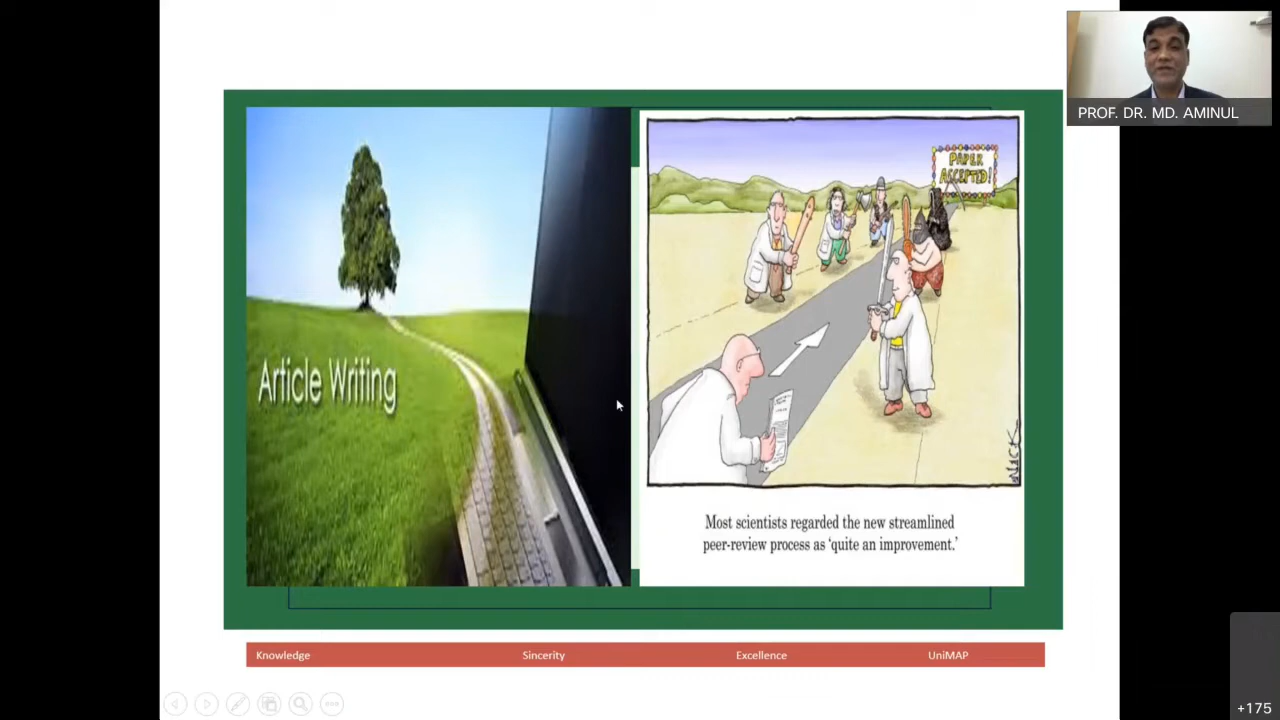 PROF. DR. MD. AMINUL
Article Writing
PAPER
ACCEPTED!
Most scientists regarded the new streamlined
peer-review process as ‘quite an improvement.’
Knowledge Sincerity Excellence UniMAP
+175